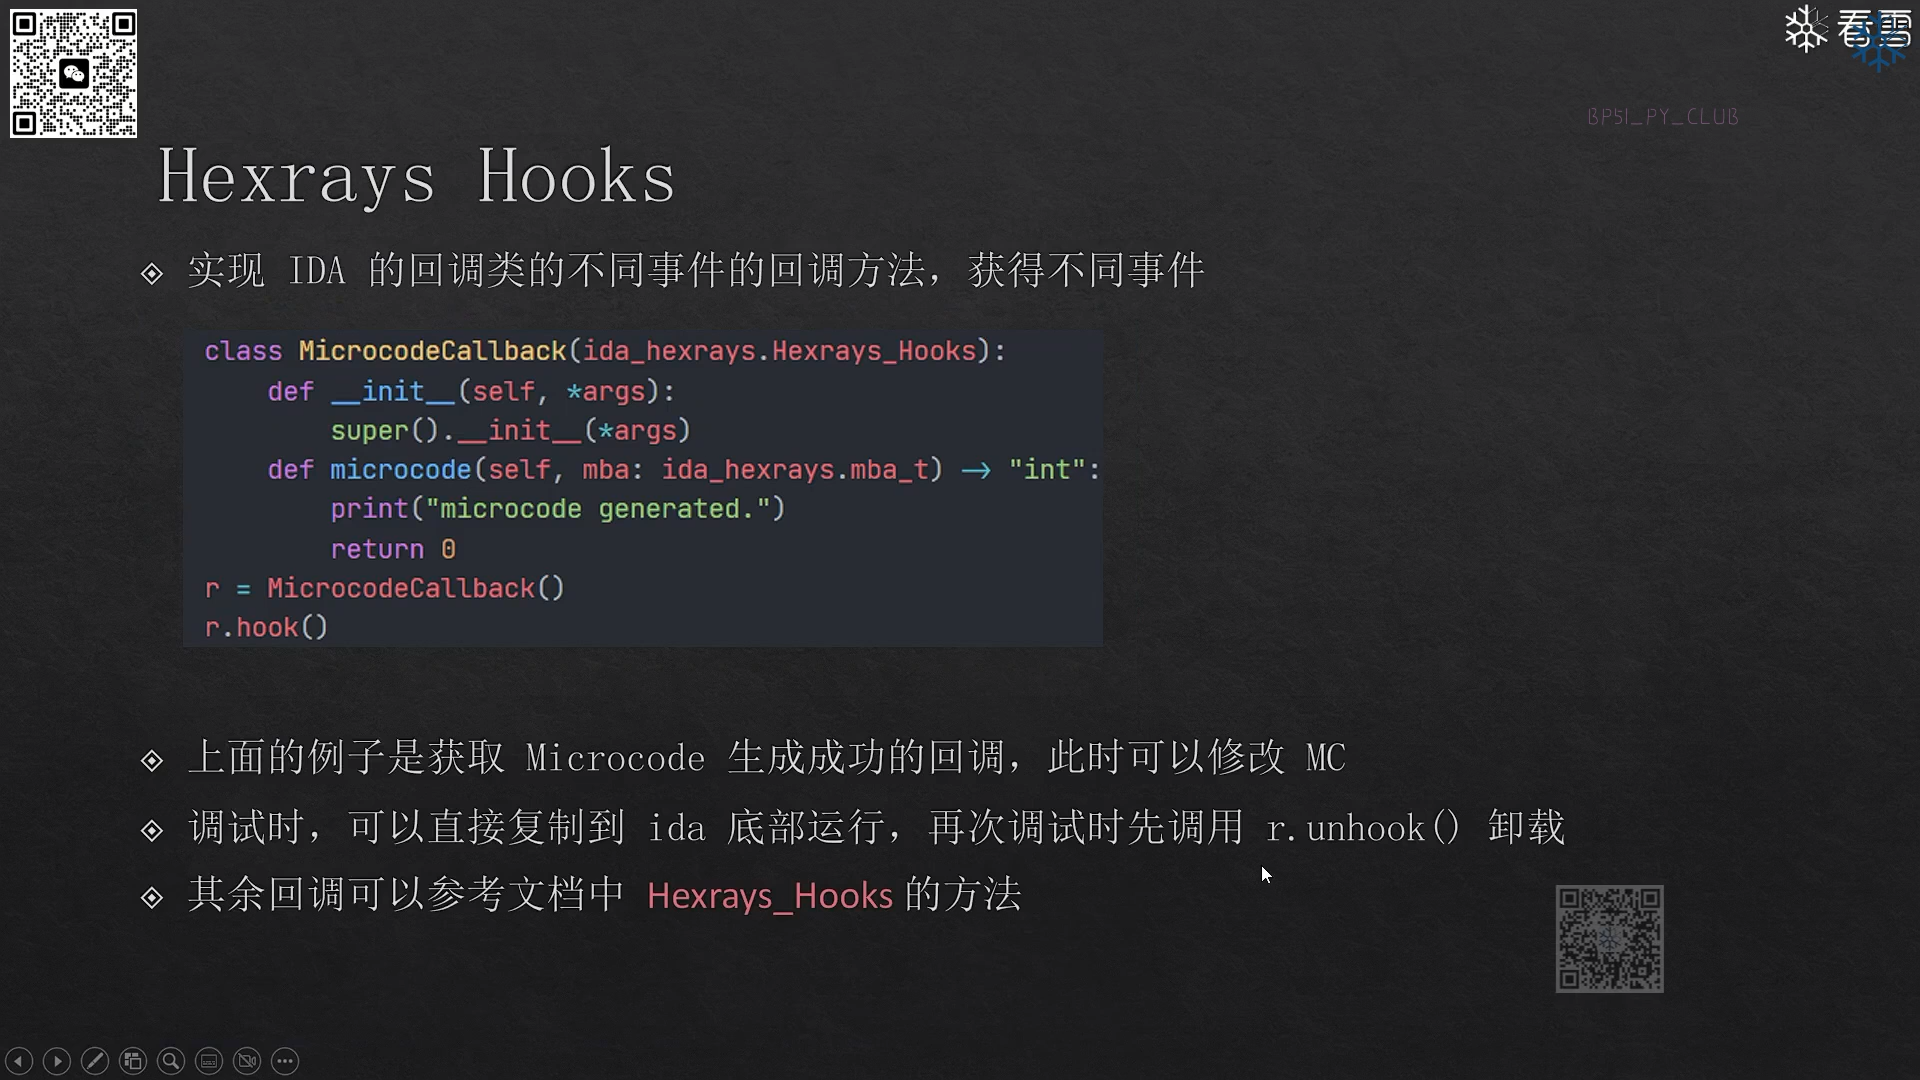 看雪
BP51_PY_CLUB
Hexrays Hooks
实现 IDA 的回调类的不同事件的回调方法，获得不同事件
class MicrocodeCallback(ida_hexrays.Hexrays_Hooks):
    def __init__(self, *args):
        super().__init__(*args)
    def microcode(self, mba: ida_hexrays.mba_t) -> "int":
        print("microcode generated.")
        return 0
r = MicrocodeCallback()
r.hook()
上面的例子是获取 Microcode 生成成功的回调，此时可以修改 MC
调试时，可以直接复制到 ida 底部运行，再次调试时先调用 r.unhook() 卸载
其余回调可以参考文档中 Hexrays_Hooks 的方法